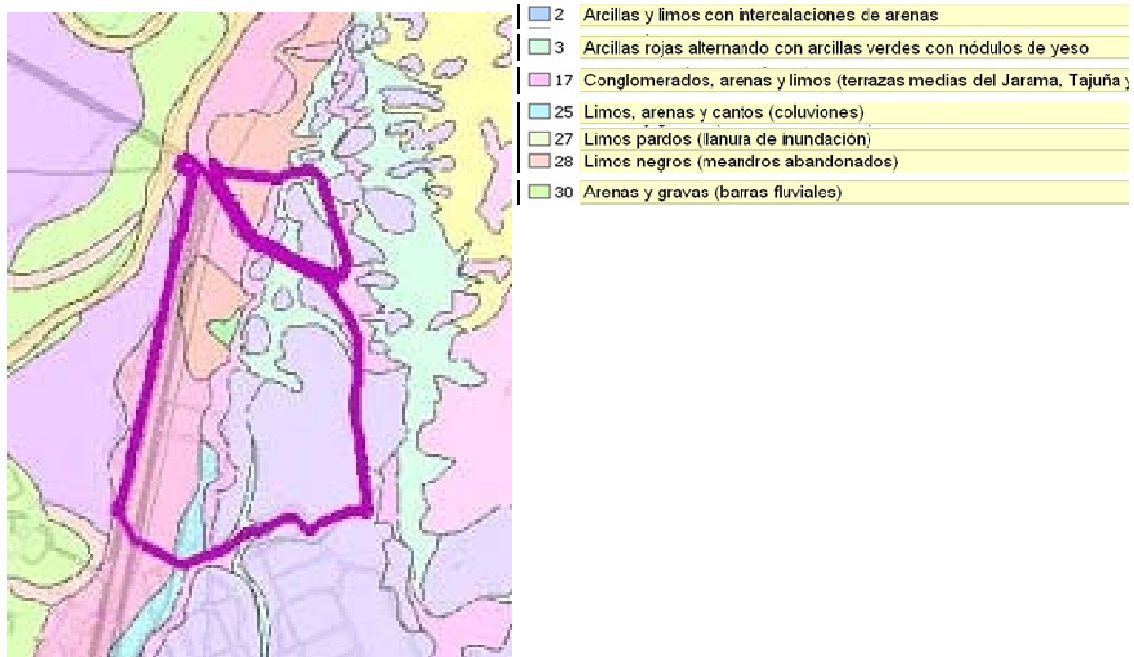 2 Arcillas y limos con intercalaciones de arenas
3 Arcillas rojas alternando con arcillas verdes con nódulos de yeso
17 Conglomerados, arenas y limos (terrazas medias del Jarama, Tajuña y
25 Limos, arenas y cantos (coluviones)
27 Limos pardos (llanura de inundación)
28 Limos negros (meandros abandonados)
30 Arenas y gravas (barras fluviales)